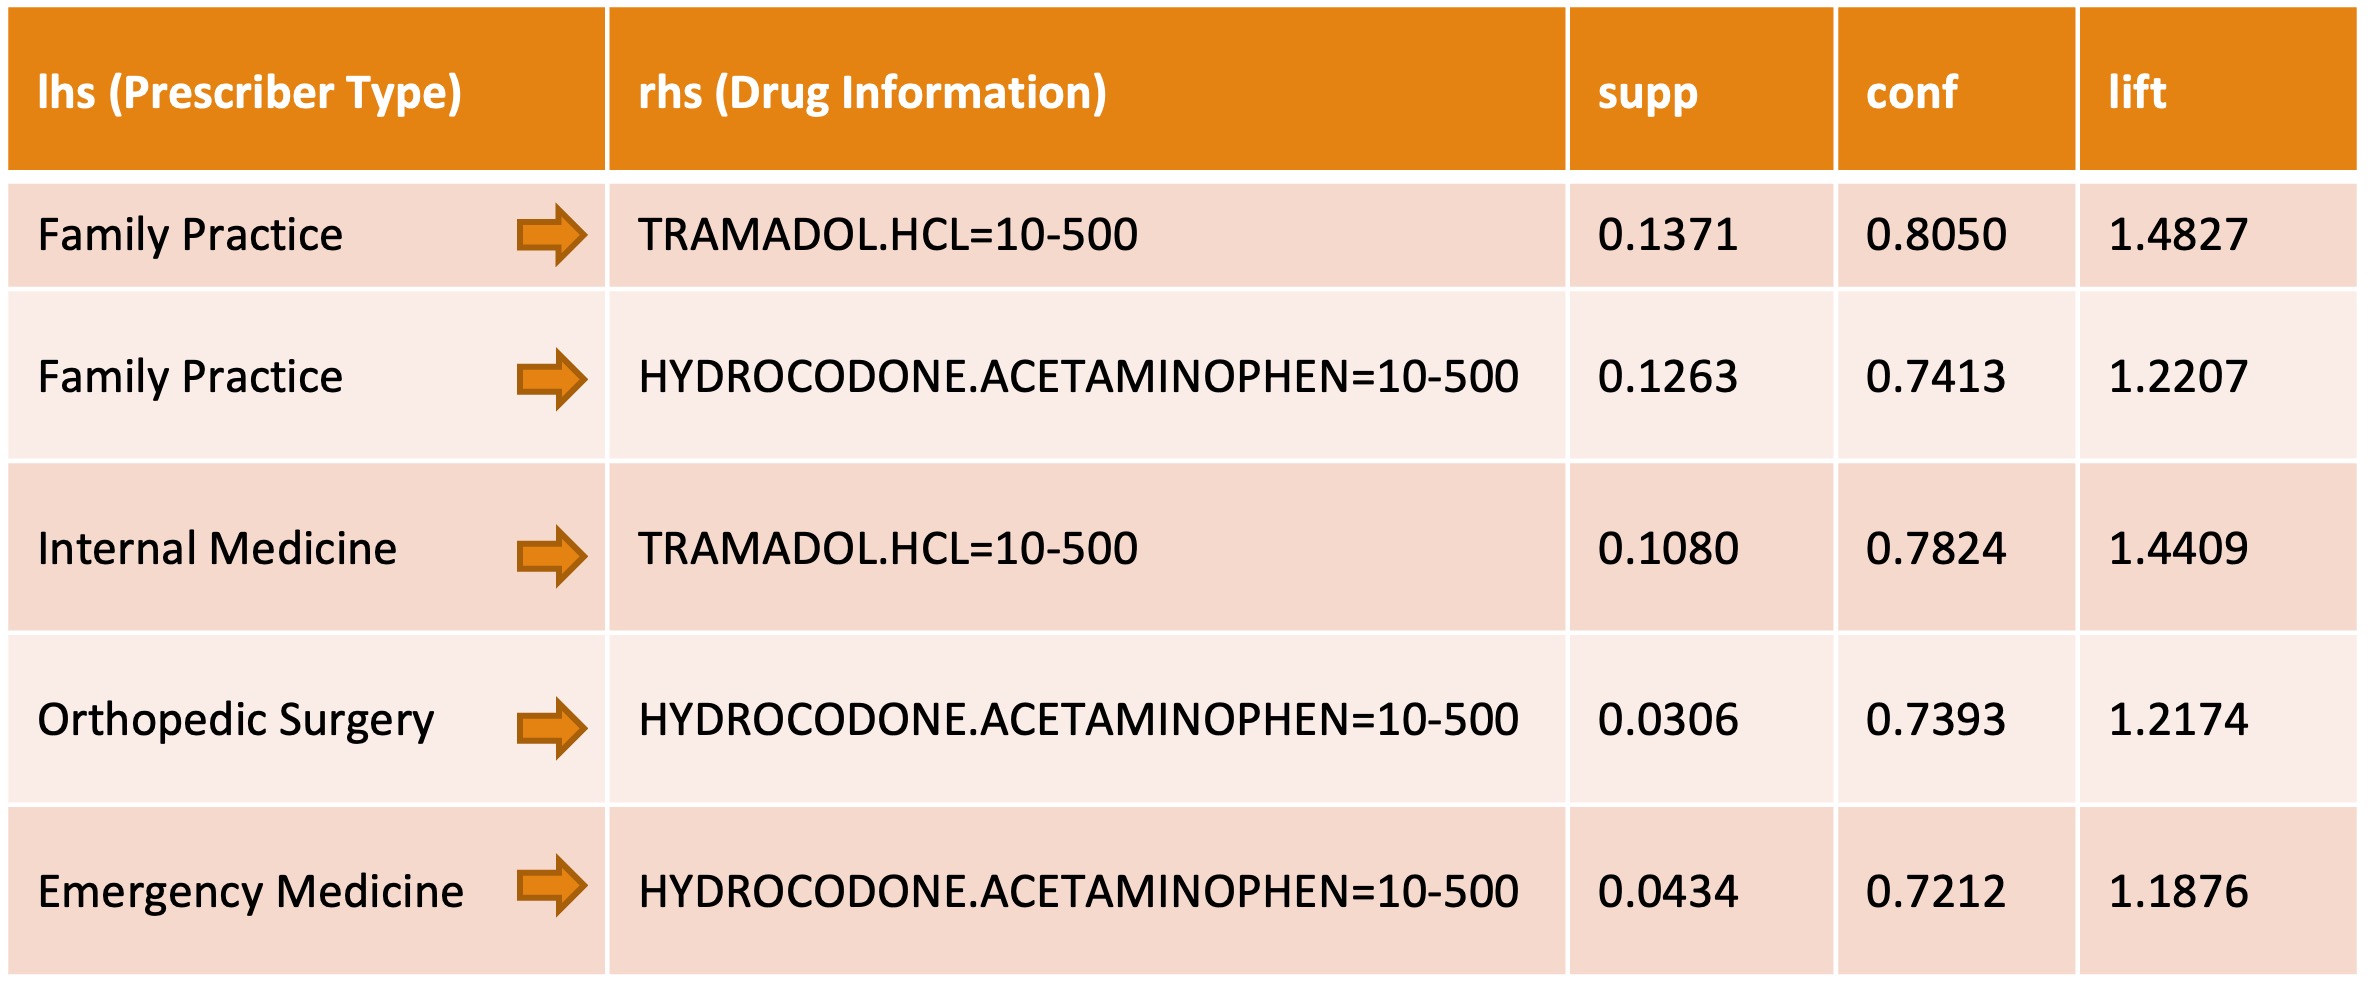 lhs (Prescriber Type) rhs (Drug Information) supp conf lift
Family Practice TRAMADOL.HCL=10-500 0.1371 0.8050 1.4827
Family Practice HYDROCODONE.ACETAMINOPHEN=10-500 0.1263 0.7413 1.2207
Internal Medicine TRAMADOL.HCL=10-500 0.1080 0.7824 1.4409
Orthopedic Surgery HYDROCODONE.ACETAMINOPHEN=10-500 0.0306 0.7393 1.2174
Emergency Medicine HYDROCODONE.ACETAMINOPHEN=10-500 0.0434 0.7212 1.1876